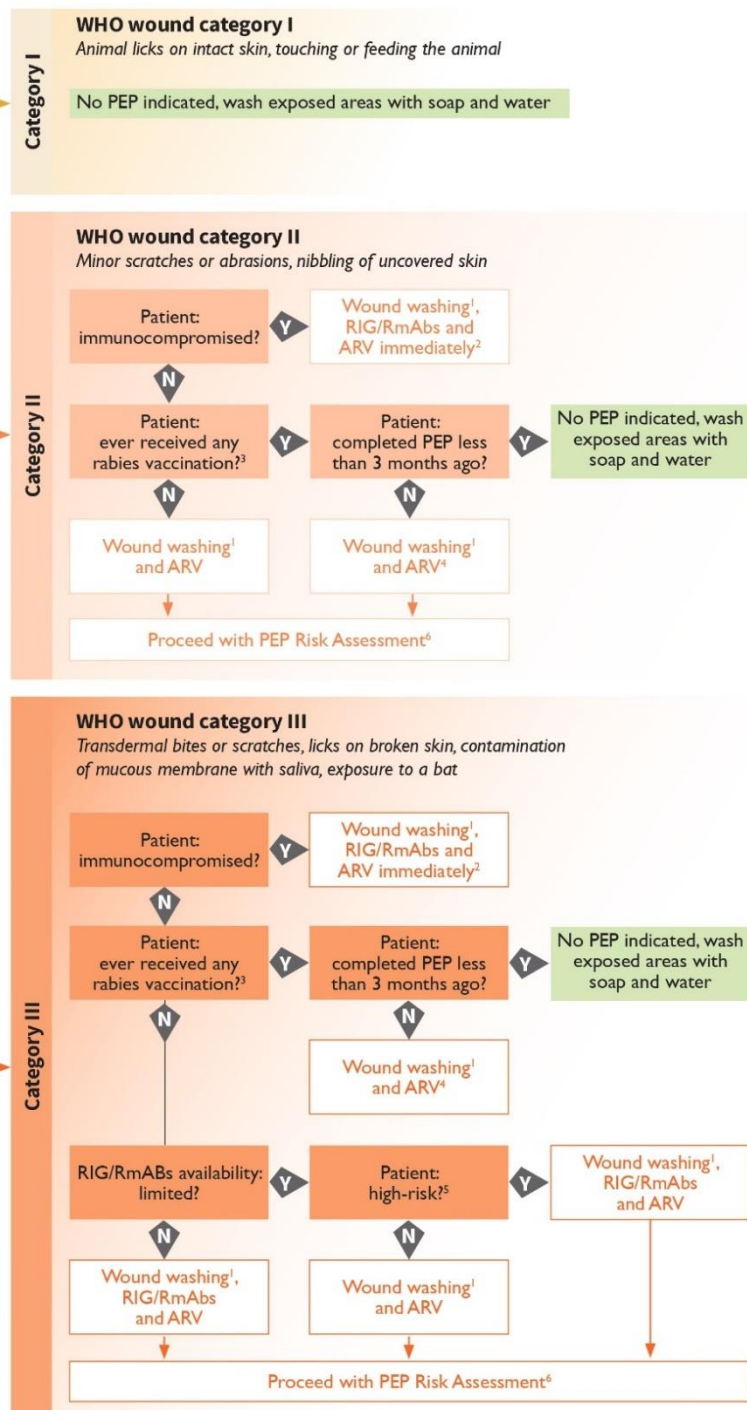 Category I
WHO wound category I
Animal licks on intact skin, touching or feeding the animal
No PEP indicated, wash exposed areas with soap and water
Category II
WHO wound category II
Minor scratches or abrasions, nibbling of uncovered skin
Patient:
immunocompromised?
Y
Wound washing¹,
RIG/RmAbs and
ARV immediately²
N
Patient:
ever received any
rabies vaccination?³
Y
Patient:
completed PEP less
than 3 months ago?
Y
No PEP indicated, wash
exposed areas with
soap and water
N
N
Wound washing¹
and ARV
Wound washing¹
and ARV⁴
Proceed with PEP Risk Assessment⁶
Category III
WHO wound category III
Transdermal bites or scratches, licks on broken skin, contamination
of mucous membrane with saliva, exposure to a bat
Patient:
immunocompromised?
Y
Wound washing¹,
RIG/RmAbs and
ARV immediately²
N
Patient:
ever received any
rabies vaccination?³
Y
Patient:
completed PEP less
than 3 months ago?
Y
No PEP indicated, wash
exposed areas with
soap and water
N
N
Wound washing¹
and ARV⁴
RIG/RmABs availability:
limited?
Y
Patient:
high-risk?⁵
Y
Wound washing¹,
RIG/RmAbs
and ARV
N
N
Wound washing¹,
RIG/RmAbs
and ARV
Wound washing¹
and ARV
Proceed with PEP Risk Assessment⁶